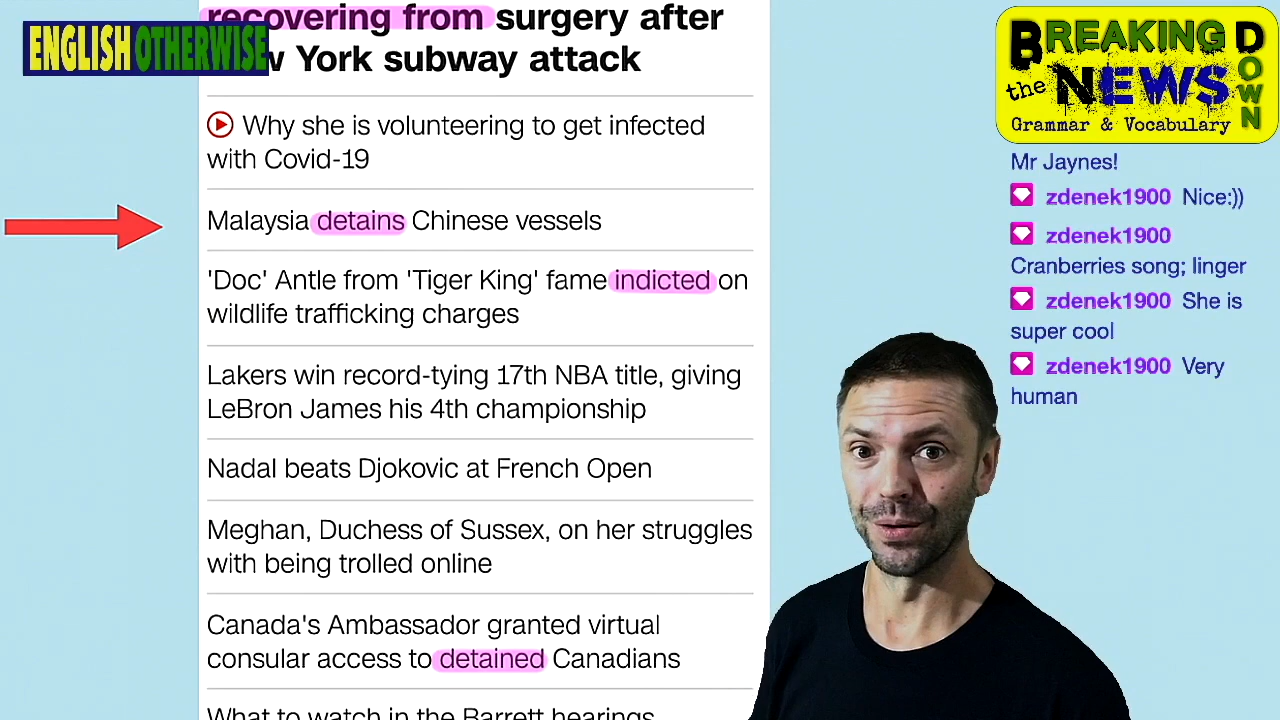 recovering from surgery after
ENGLISH OTHERWISE
w York subway attack
Why she is volunteering to get infected
with Covid-19
Malaysia detains Chinese vessels
'Doc' Antle from 'Tiger King' fame indicted on
wildlife trafficking charges
Lakers win record-tying 17th NBA title, giving
LeBron James his 4th championship
Nadal beats Djokovic at French Open
Meghan, Duchess of Sussex, on her struggles
with being trolled online
Canada's Ambassador granted virtual
consular access to detained Canadians
What to watch in the Barrett hearings
BREAKING DOWN
the NEWS
Grammar & Vocabulary
Mr Jaynes!
zdenek1900 Nice:))
zdenek1900
Cranberries song; linger
zdenek1900 She is
super cool
zdenek1900 Very
human